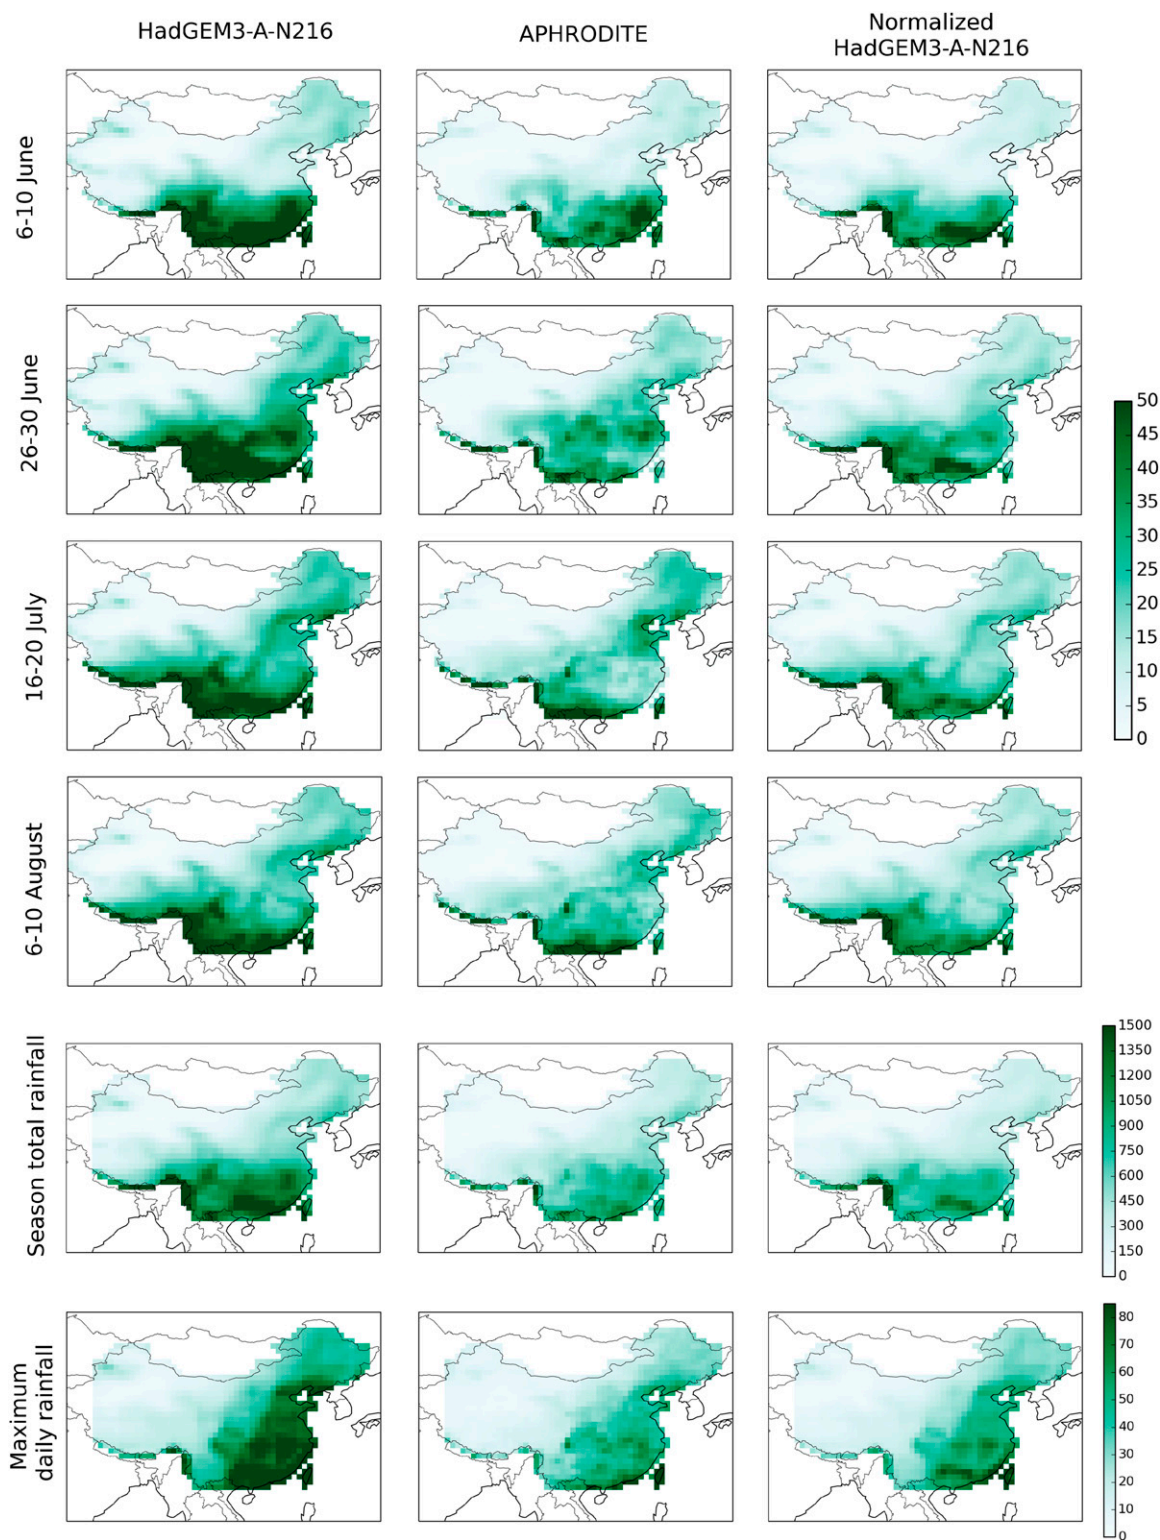 HadGEM3-A-N216
APHRODITE
Normalized
HadGEM3-A-N216
6-10 June
26-30 June
50
45
40
35
30
25
20
15
10
5
0
16-20 July
6-10 August
Season total rainfall
1500
1350
1200
1050
900
750
600
450
300
150
0
Maximum
daily rainfall
80
70
60
50
40
30
20
10
0